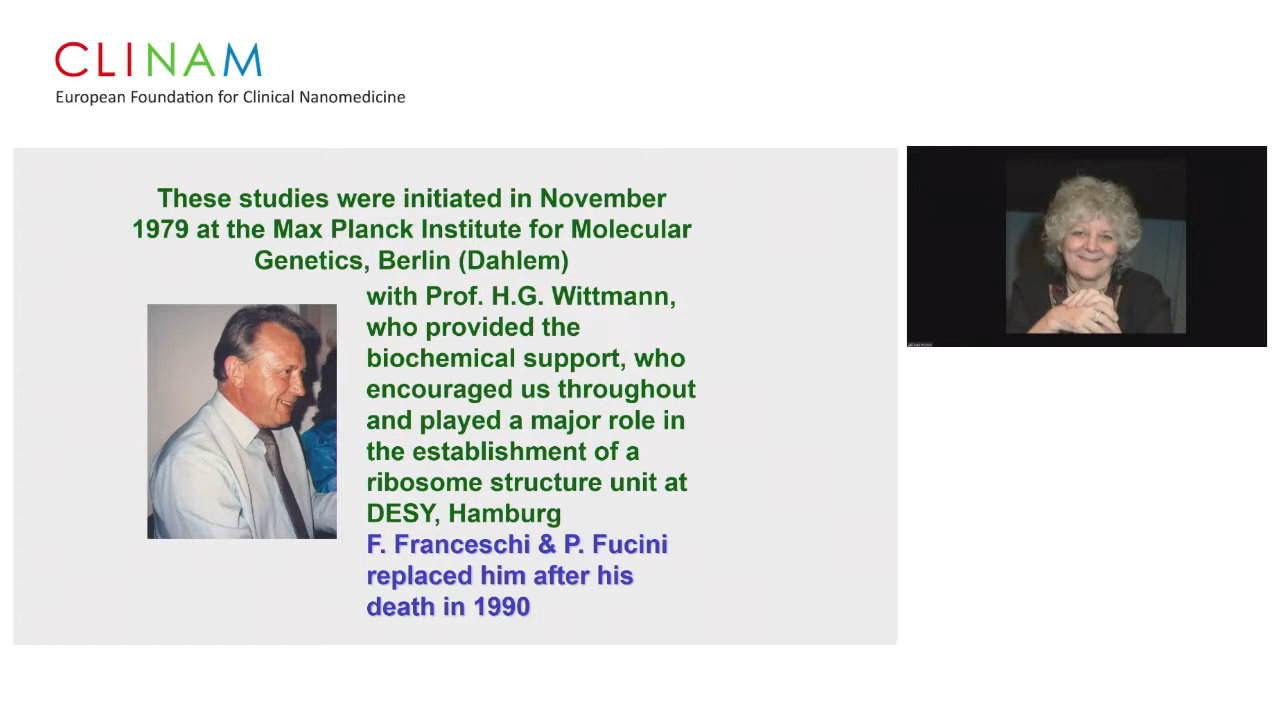 CLINAM
European Foundation for Clinical Nanomedicine
These studies were initiated in November
1979 at the Max Planck Institute for Molecular
Genetics, Berlin (Dahlem)
with Prof. H.G. Wittmann,
who provided the
biochemical support, who
encouraged us throughout
and played a major role in
the establishment of a
ribosome structure unit at
DESY, Hamburg
F. Franceschi & P. Fucini
replaced him after his
death in 1990